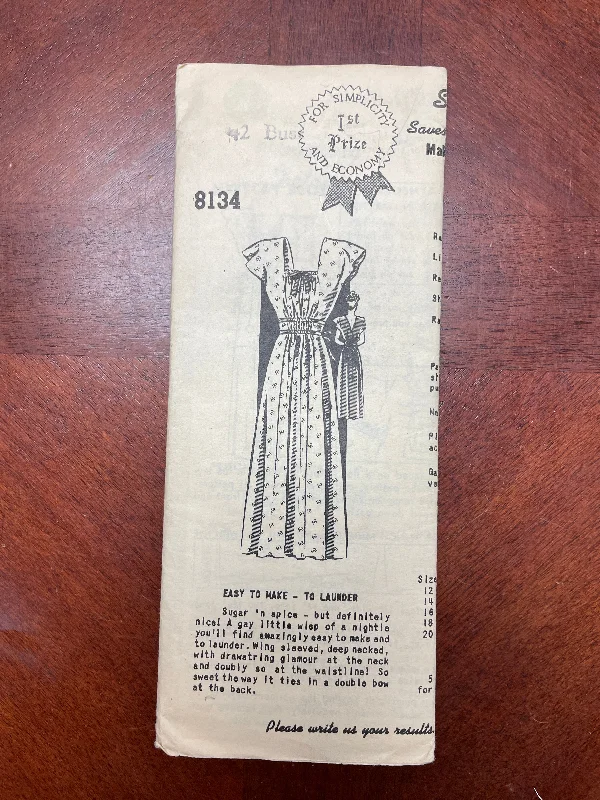 FOR SIMPLICITY
1st
Prize
AND ECONOMY
42 Bus
Saves
8134
EASY TO MAKE - TO LAUNDER
Sugar 'n spice - but definitely
nice! A gay little wisp of a nightie
you'll find amazingly easy to make and
to launder. Wing sleeved, deep necked,
with drawstring glamour at the neck
and doubly so at the waistline! So
sweet the way it ties in a double bow
at the back.
Please write us your results
Size
12
14
16
18
20
5
for